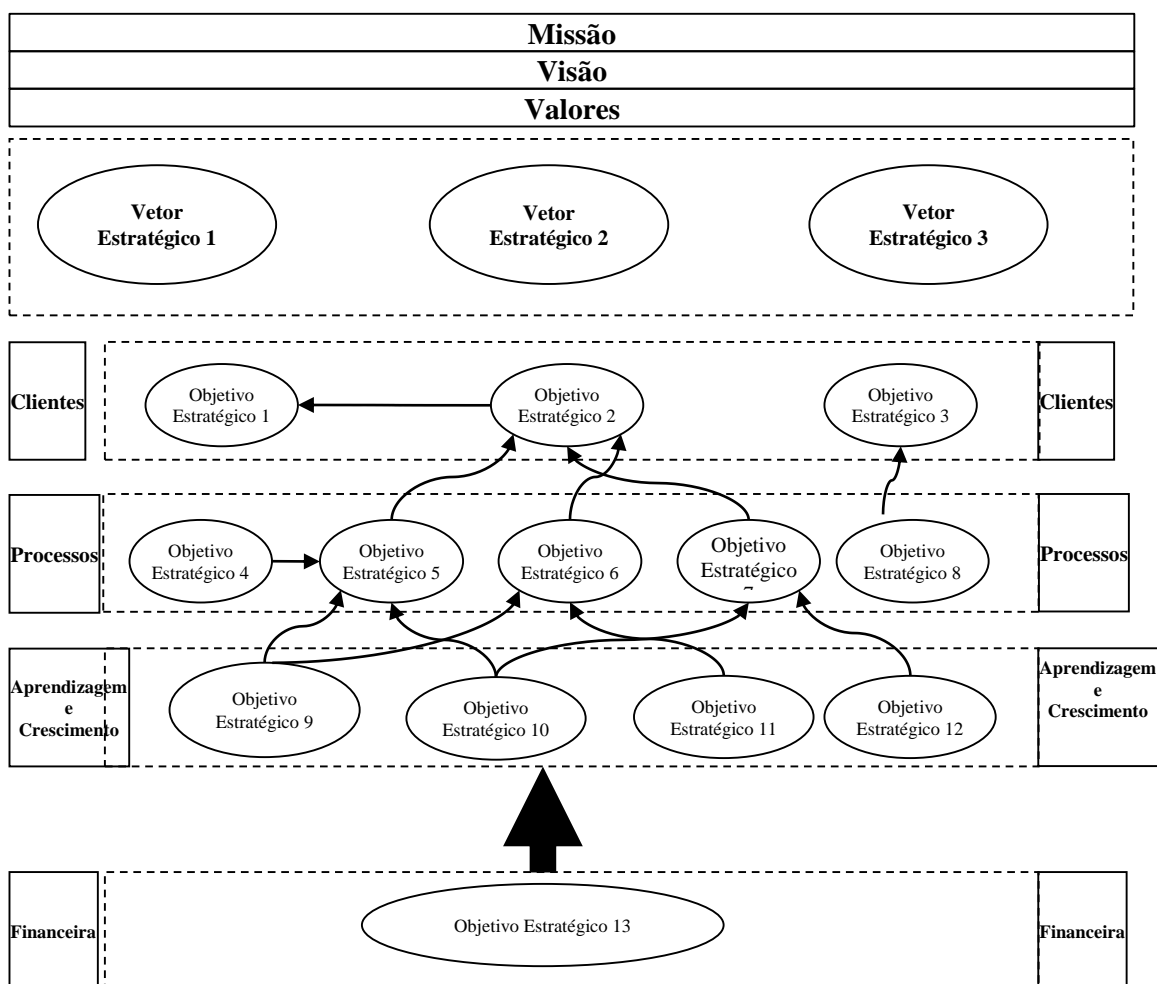 Missão
Visão
Valores
Vetor
Estratégico 1
Vetor
Estratégico 2
Vetor
Estratégico 3
Clientes
Objetivo
Estratégico 1
Objetivo
Estratégico 2
Objetivo
Estratégico 3
Clientes
Processos
Objetivo
Estratégico 4
Objetivo
Estratégico 5
Objetivo
Estratégico 6
Objetivo
Estratégico
Objetivo
Estratégico 8
Processos
Aprendizagem
e
Crescimento
Objetivo
Estratégico 9
Objetivo
Estratégico 10
Objetivo
Estratégico 11
Objetivo
Estratégico 12
Aprendizagem
e
Crescimento
Financeira
Objetivo Estratégico 13
Financeira